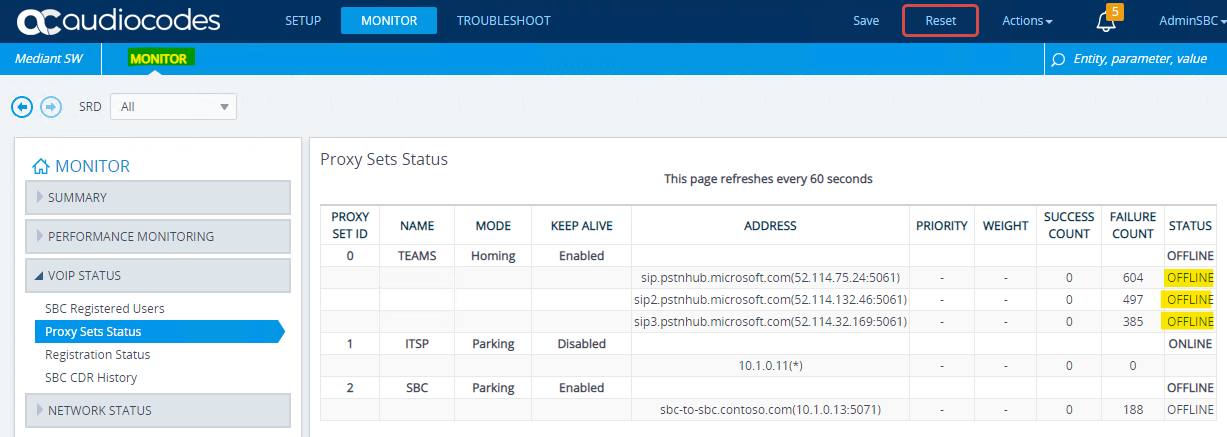 audiocodes SETUP MONITOR TROUBLESHOOT Save Reset Actions 5 AdminSBC
Mediant SW MONITOR Entity, parameter, value
SRD All
MONITOR
SUMMARY
PERFORMANCE MONITORING
VOIP STATUS
SBC Registered Users
Proxy Sets Status
Registration Status
SBC CDR History
NETWORK STATUS
Proxy Sets Status
This page refreshes every 60 seconds
PROXY SET ID NAME MODE KEEP ALIVE ADDRESS PRIORITY WEIGHT SUCCESS COUNT FAILURE COUNT STATUS
0 TEAMS Homing Enabled OFFLINE
sip.pstnhub.microsoft.com(52.114.75.24:5061) - - 0 604 OFFLINE
sip2.pstnhub.microsoft.com(52.114.132.46:5061) - - 0 497 OFFLINE
sip3.pstnhub.microsoft.com(52.114.32.169:5061) - - 0 385 OFFLINE
1 ITSP Parking Disabled ONLINE
10.1.0.11(*) - - 0 0
2 SBC Parking Enabled OFFLINE
sbc-to-sbc.contoso.com(10.1.0.13:5071) - - 0 188 OFFLINE